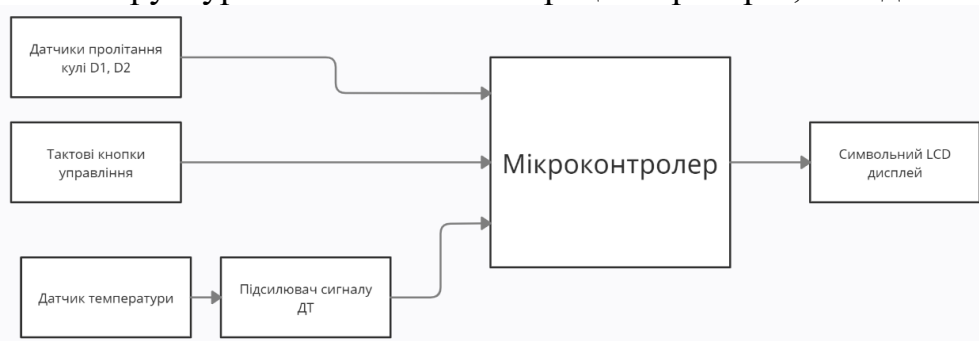 Датчики пролітання
кулі D1, D2
Тактові кнопки
управління
Мікроконтролер
Символьний LCD
дисплей
Датчик температури
Підсилювач сигналу
ДТ